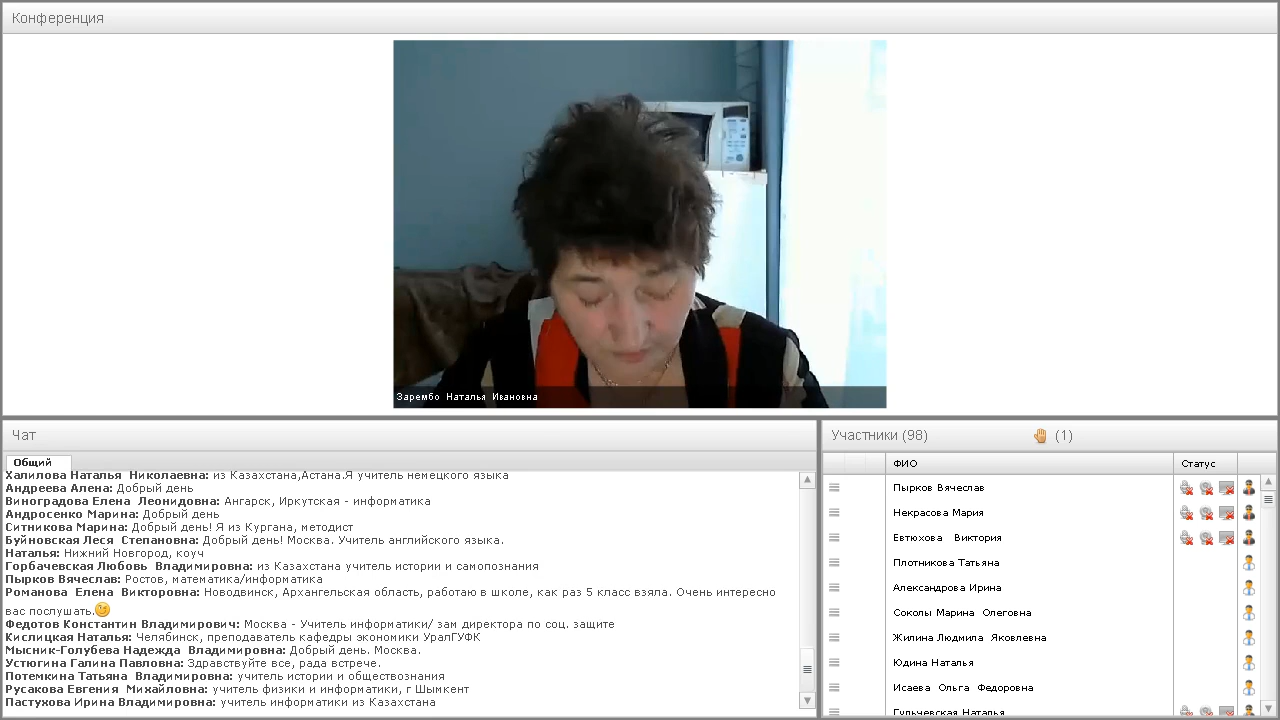 Конференция
Зарембо Наталья Ивановна
Чат
Общий
Халилова Наталья Николаевна: из Казахстана,Астана.Я учитель немецкого языка
Андреева Алена: Добрый день
Виноградова Елена Леонидовна: Ангарск, Иркутская - информатика
Андросенко Марина: Добрый день
Ситникова Марина: Добрый день! я из Кургана, методист
Буйновская Леся Степановна: Добрый день! Москва. Учитель английского языка.
Наталья: Нижний Новгород, коуч
Горбачевская Любовь Владимировна: из Казахстана учитель истории и самопознания
Пырков Вячеслав: Ростов, математика/информатика
Романова Елена Викторовна: Новодвинск, Архангельская область, работаю в школе, как раз 5 класс взяла. Очень интересно
вас послушать.
Федотов Константин Владимирович: Москва, учитель информатики/ зам директора по соц. защите
Кислицкая Наталья: Челябинск, преподаватель кафедры экономики УралГУФК
Мысник-Голубева Надежда Владимировна: Добрый день. Москва.
Устюгина Галина Павловна: Здравствуйте все,рада встрече
Потемкина Татьяна Владимировна: учитель химии, из Казахстана
Русакова Евгения Михайловна: учитель физики и информатики г.Шымкент
Пастухова Ирина Владимировна: учитель информатики из Казахстана
Участники (98)
(1)
ФИО
Статус
Пырков Вячеслав
Некрасова Мария
Евтюхова Виктория
Плотникова Татьяна
Александрова Ирина
Соколы Марина Олеговна
Жилина Людмила Яковлевна
Юдина Наталья
Исаева Ольга Федоровна
Гульчевская Наталья